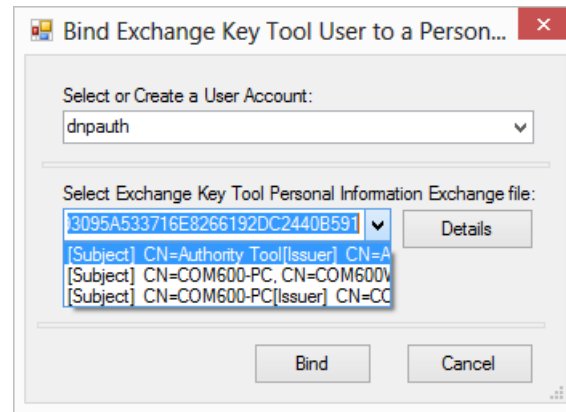 Bind Exchange Key Tool User to a Person...
Select or Create a User Account:
dnpauth
Select Exchange Key Tool Personal Information Exchange file:
3095A533716E8266192DC2440B591
Details
[Subject] CN=Authority Tool[Issuer] CN=A
[Subject] CN=COM600-PC, CN=COM600V
[Subject] CN=COM600-PC[Issuer] CN=CC
Bind
Cancel